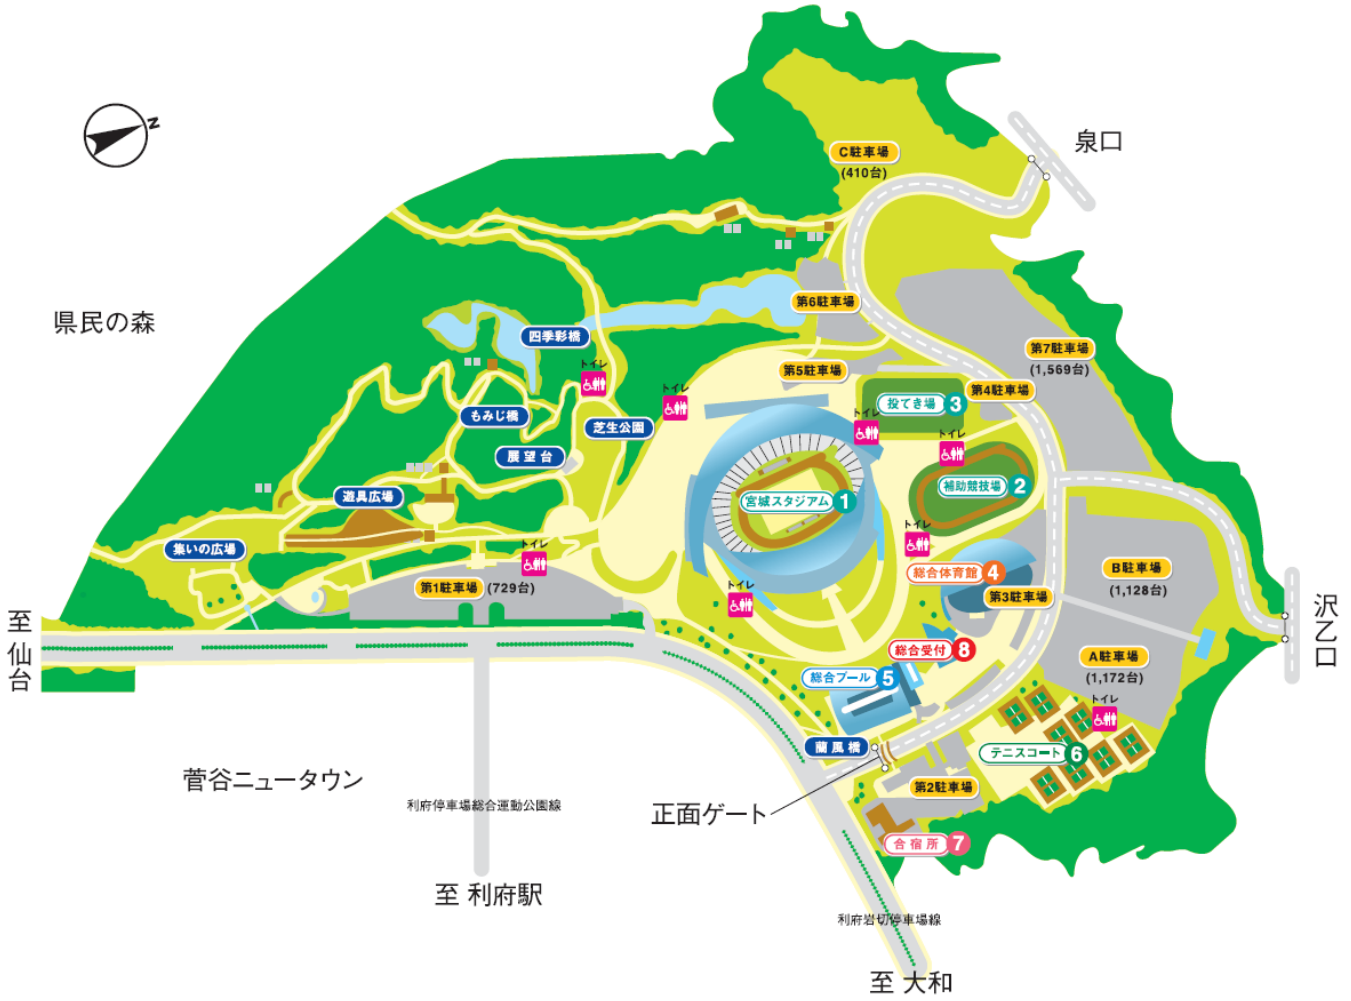 N
泉口
C駐車場
(410台)
県民の森
第6駐車場
四季彩橋
第7駐車場
(1,569台)
トイレ
第5駐車場
トイレ
第4駐車場
投てき場 3
もみじ橋
トイレ
芝生公園
トイレ
展望台
補助競技場 2
遊具広場
宮城スタジアム 1
トイレ
集いの広場
トイレ
総合体育館 4
B駐車場
(1,128台)
第1駐車場 (729台)
トイレ
第3駐車場
至仙台
沢乙口
総合受付 8
A駐車場
(1,172台)
総合プール 5
トイレ
蘭風橋
テニスコート 6
菅谷ニュータウン
第2駐車場
利府停車場総合運動公園線
正面ゲート
合宿所 7
至 利府駅
利府岩切停車場線
至 大和